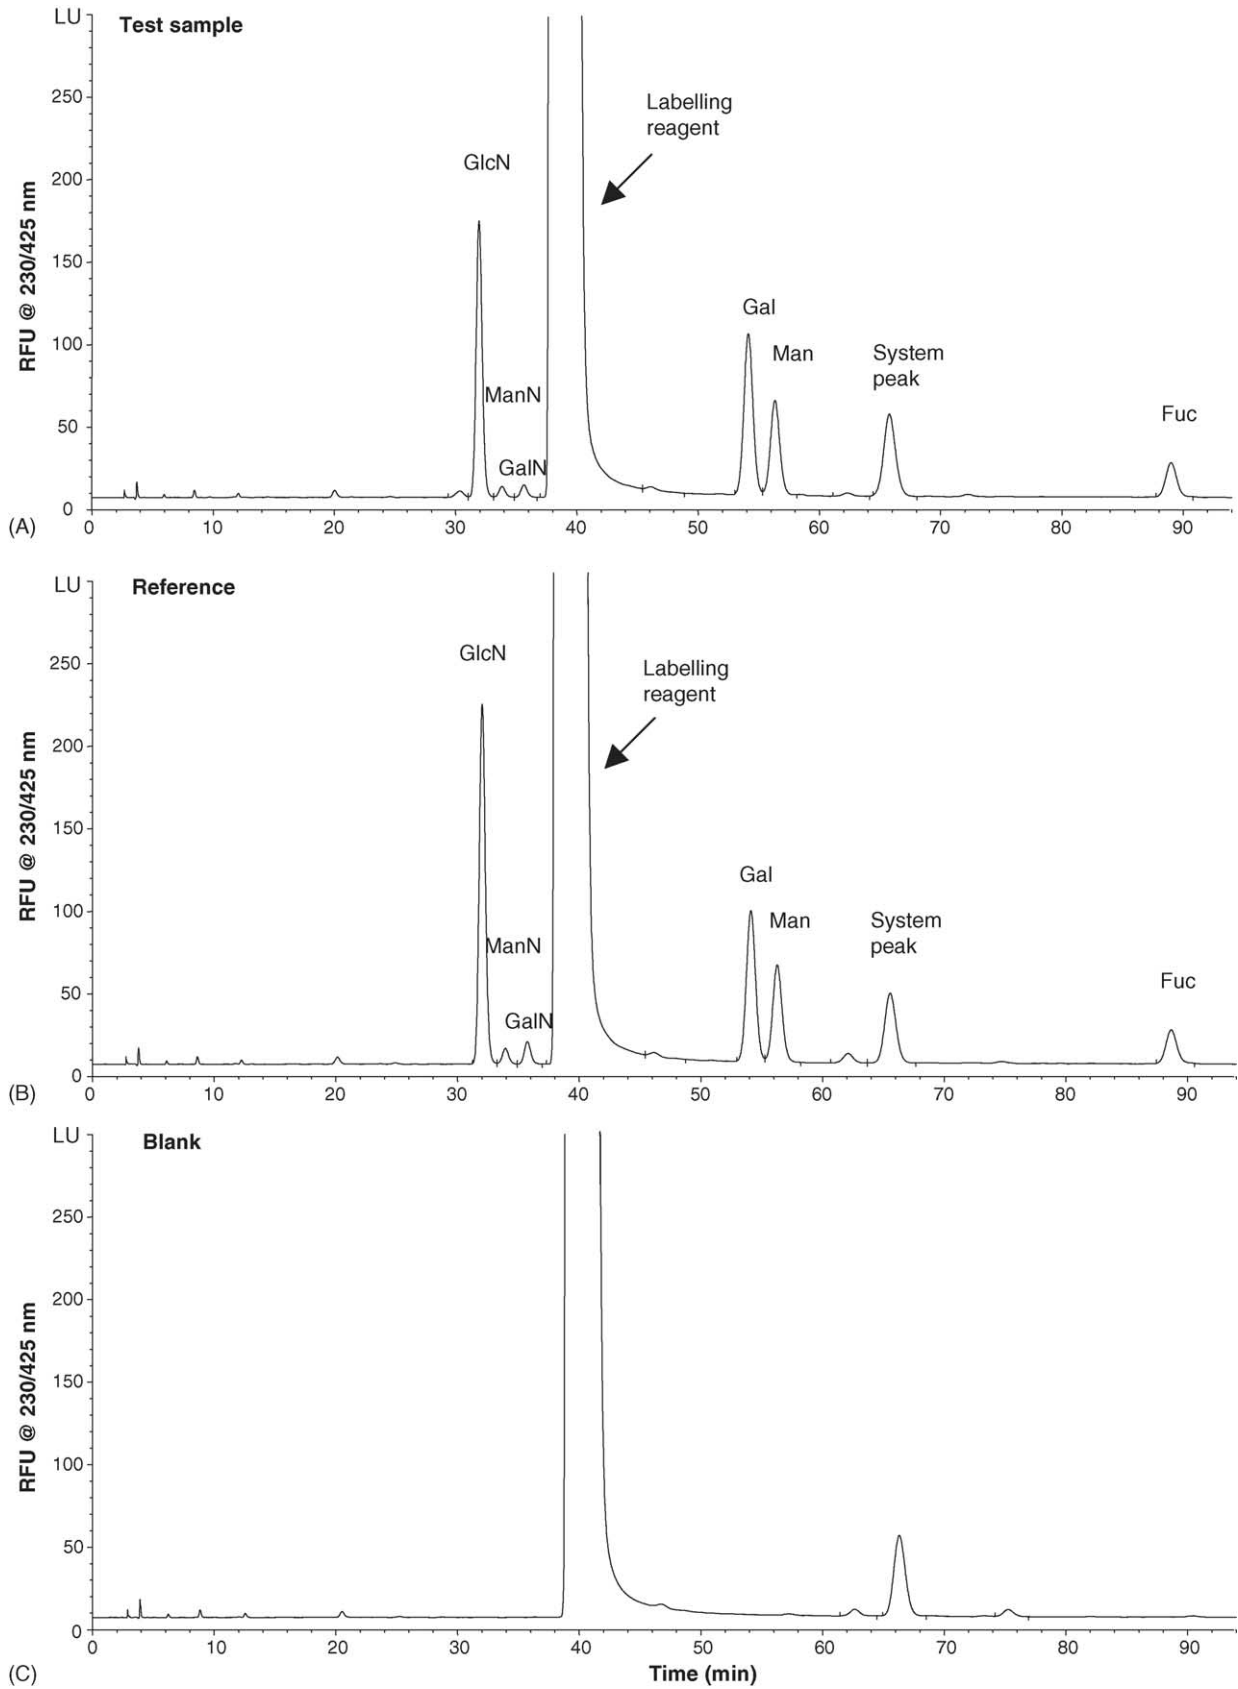 LU
Test sample
250
Labelling
reagent
GlcN
200
150
Gal
Man
System
peak
100
ManN
Fuc
50
GalN
0
RFU @ 230/425 nm
(A)
0 10 20 30 40 50 60 70 80 90
LU
Reference
GlcN
250
Labelling
reagent
200
150
Gal
Man
System
peak
100
ManN
Fuc
50
GalN
0
RFU @ 230/425 nm
(B)
0 10 20 30 40 50 60 70 80 90
LU
Blank
250
200
150
100
50
0
RFU @ 230/425 nm
0 10 20 30 40 50 60 70 80 90
(C)
Time (min)